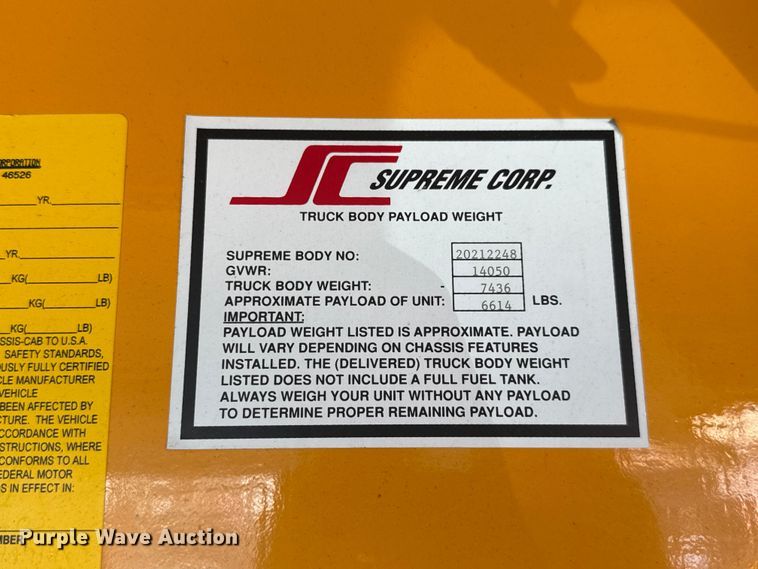 CORPORATION
46526
YR.
YR.
KG( LB)
KG( LB)
KG( LB)
SSIS-CAB TO U.S.A.
SAFETY STANDARDS,
OUSLY FULLY CERTIFIED
CLE MANUFACTURER
VEHICLE
BEEN AFFECTED BY
CTURE. THE VEHICLE
CCORDANCE WITH
STRUCTIONS, WHERE
CONFORMS TO ALL
EDERAL MOTOR
DS IN EFFECT IN:
MBER
SC SUPREME CORP.
TRUCK BODY PAYLOAD WEIGHT
SUPREME BODY NO: 20212248
GVWR: 14050
TRUCK BODY WEIGHT: - 7436
APPROXIMATE PAYLOAD OF UNIT: 6614 LBS.
IMPORTANT:
PAYLOAD WEIGHT LISTED IS APPROXIMATE. PAYLOAD
WILL VARY DEPENDING ON CHASSIS FEATURES
INSTALLED. THE (DELIVERED) TRUCK BODY WEIGHT
LISTED DOES NOT INCLUDE A FULL FUEL TANK.
ALWAYS WEIGH YOUR UNIT WITHOUT ANY PAYLOAD
TO DETERMINE PROPER REMAINING PAYLOAD.
Purple Wave Auction